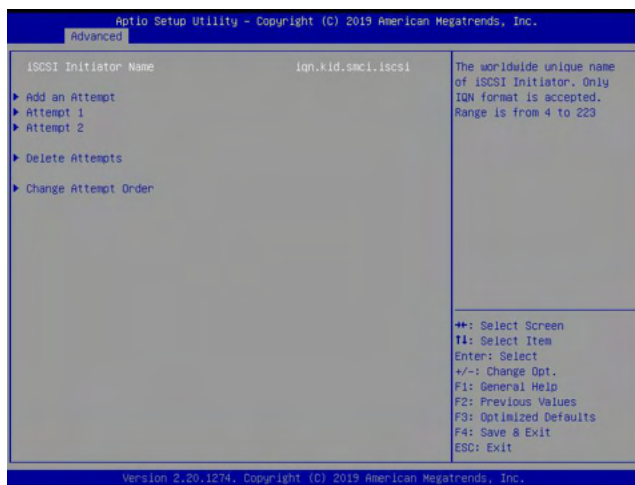 Aptio Setup Utility - Copyright (C) 2019 American Megatrends, Inc.
Advanced
iSCSI Initiator Name iqn.kid.smci.iscsi
Add an Attempt
Attempt 1
Attempt 2
Delete Attempts
Change Attempt Order
The worldwide unique name
of iSCSI Initiator. Only
IQN format is accepted.
Range is from 4 to 223
→←: Select Screen
↑↓: Select Item
Enter: Select
+/-: Change Opt.
F1: General Help
F2: Previous Values
F3: Optimized Defaults
F4: Save & Exit
ESC: Exit
Version 2.20.1274. Copyright (C) 2019 American Megatrends, Inc.